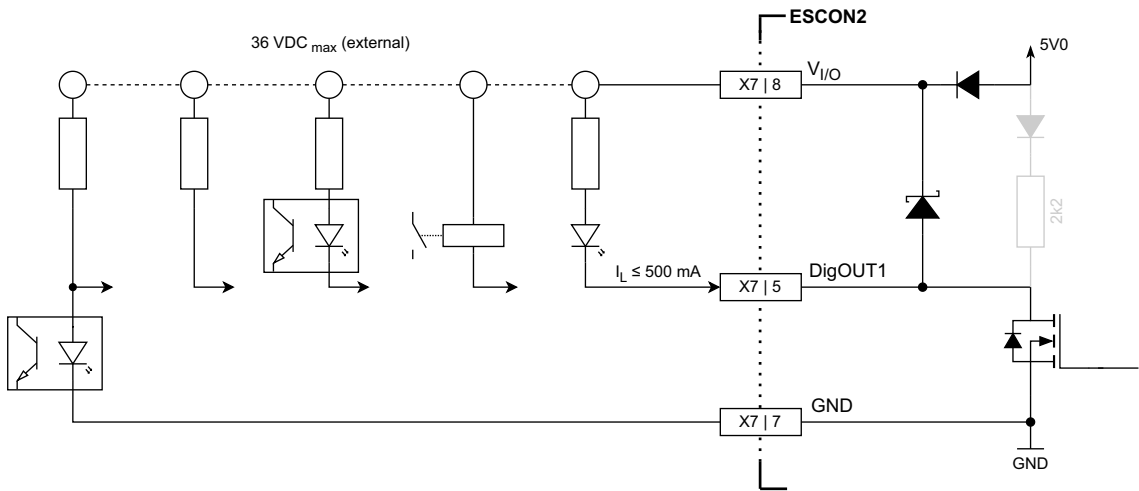 ESCON2
36 VDC max (external)
5V0
X7 | 8
VI/O
2k2
IL ≤ 500 mA
X7 | 5
DigOUT1
X7 | 7
GND
GND